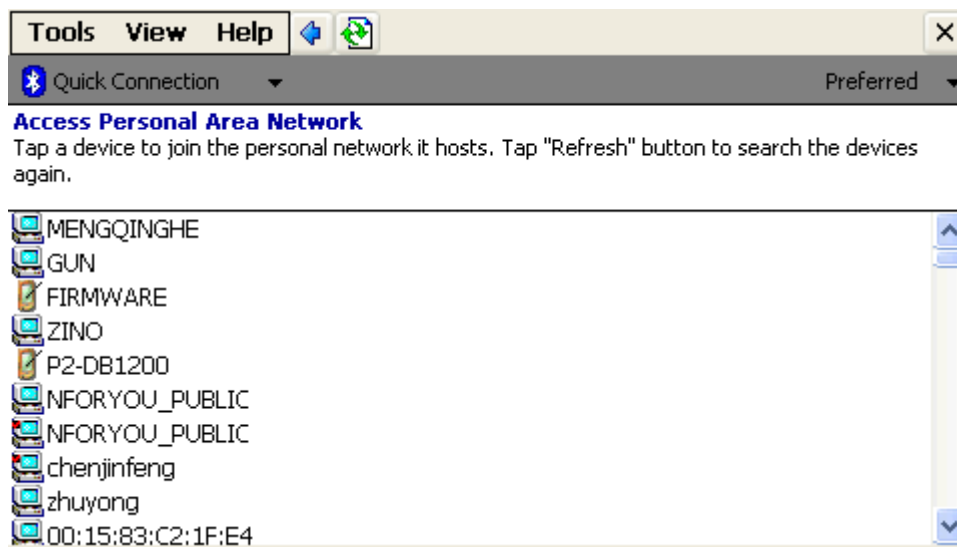 Tools View Help
Quick Connection Preferred
Access Personal Area Network
Tap a device to join the personal network it hosts. Tap "Refresh" button to search the devices
again.
MENGQINGHE
GUN
FIRMWARE
ZINO
P2-DB1200
NFORYOU_PUBLIC
NFORYOU_PUBLIC
chenjinfeng
zhuyong
00:15:83:C2:1F:E4